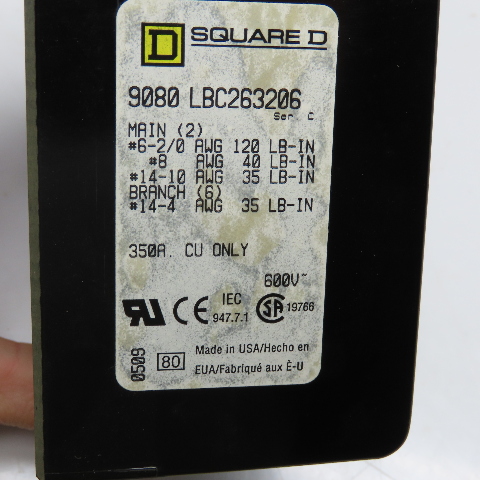 D SQUARE D
9080 LBC263206
Ser. C
MAIN (2)
#6-2/0 AWG 120 LB-IN
#8 AWG 40 LB-IN
#14-10 AWG 35 LB-IN
BRANCH (6)
#14-4 AWG 35 LB-IN
350A. CU ONLY
600V~
RU CE IEC 947.7.1 SA 19766
0509 80 Made in USA/Hecho en
EUA/Fabriqué aux É-U